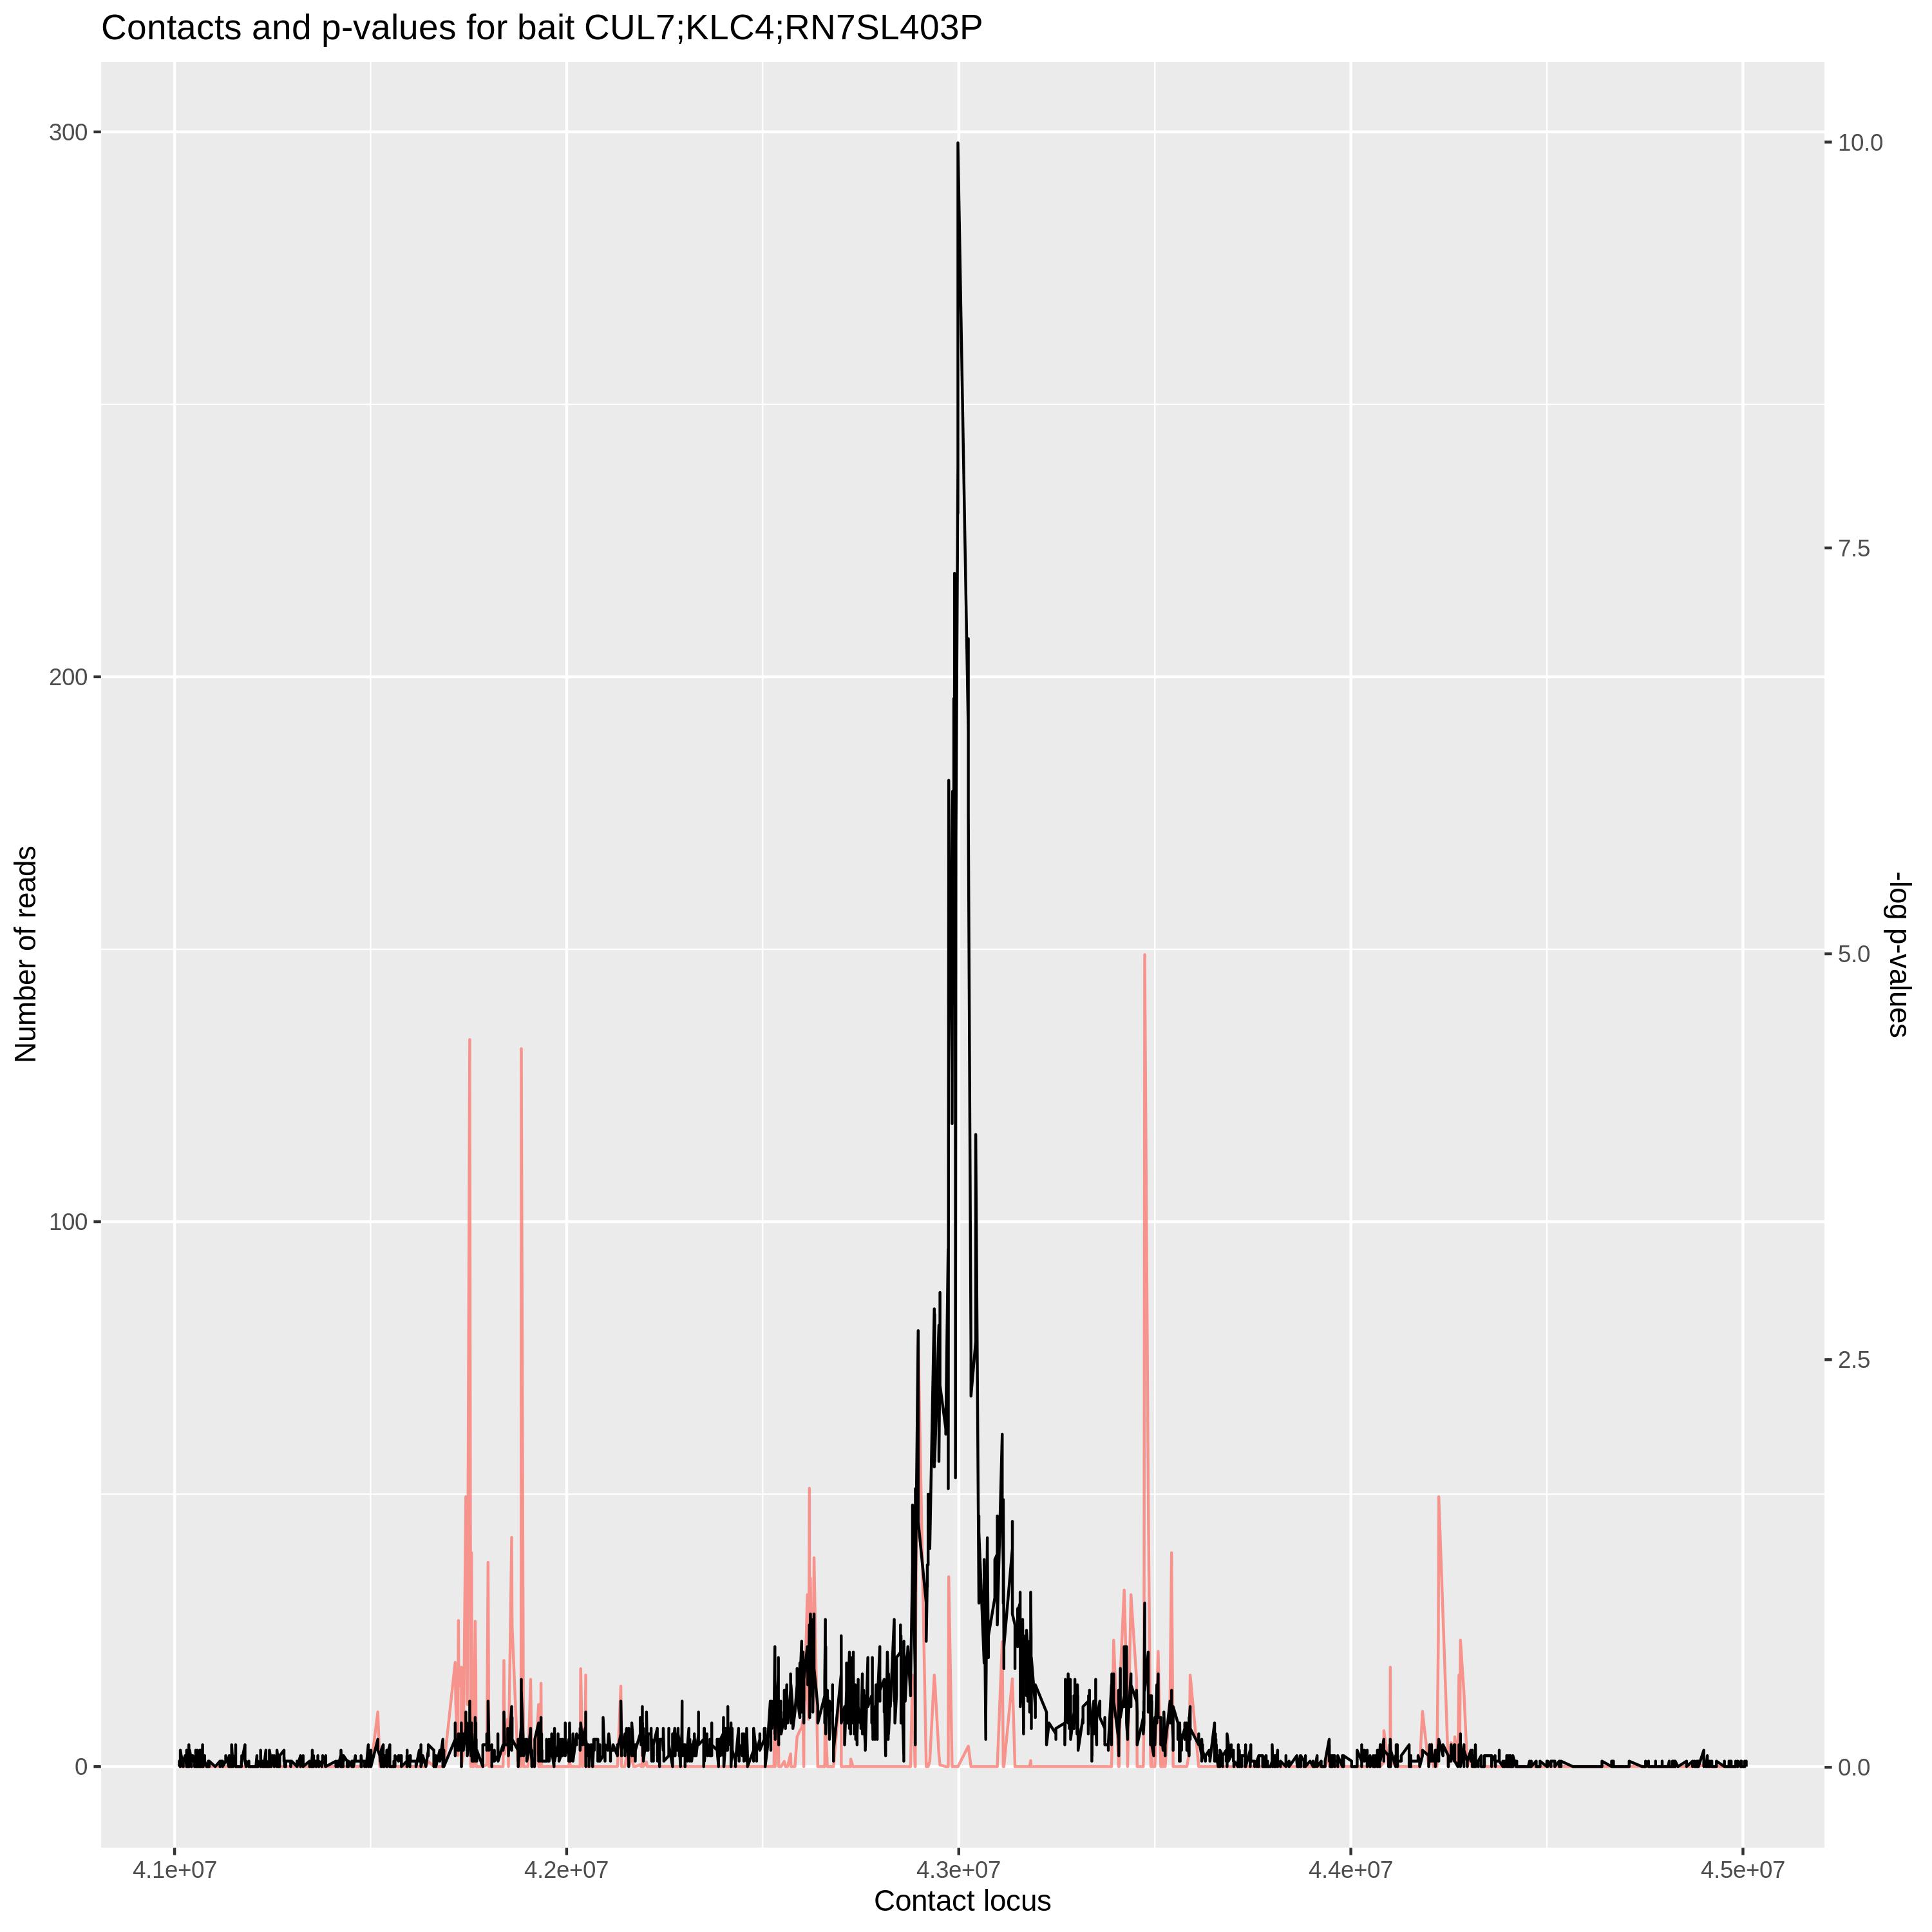 Contacts and p-values for bait CUL7;KLC4;RN7SL403P
300
200
100
0
Number of reads
10.0
7.5
5.0
2.5
0.0
-log p-values
4.1e+07
4.2e+07
4.3e+07
4.4e+07
4.5e+07
Contact locus